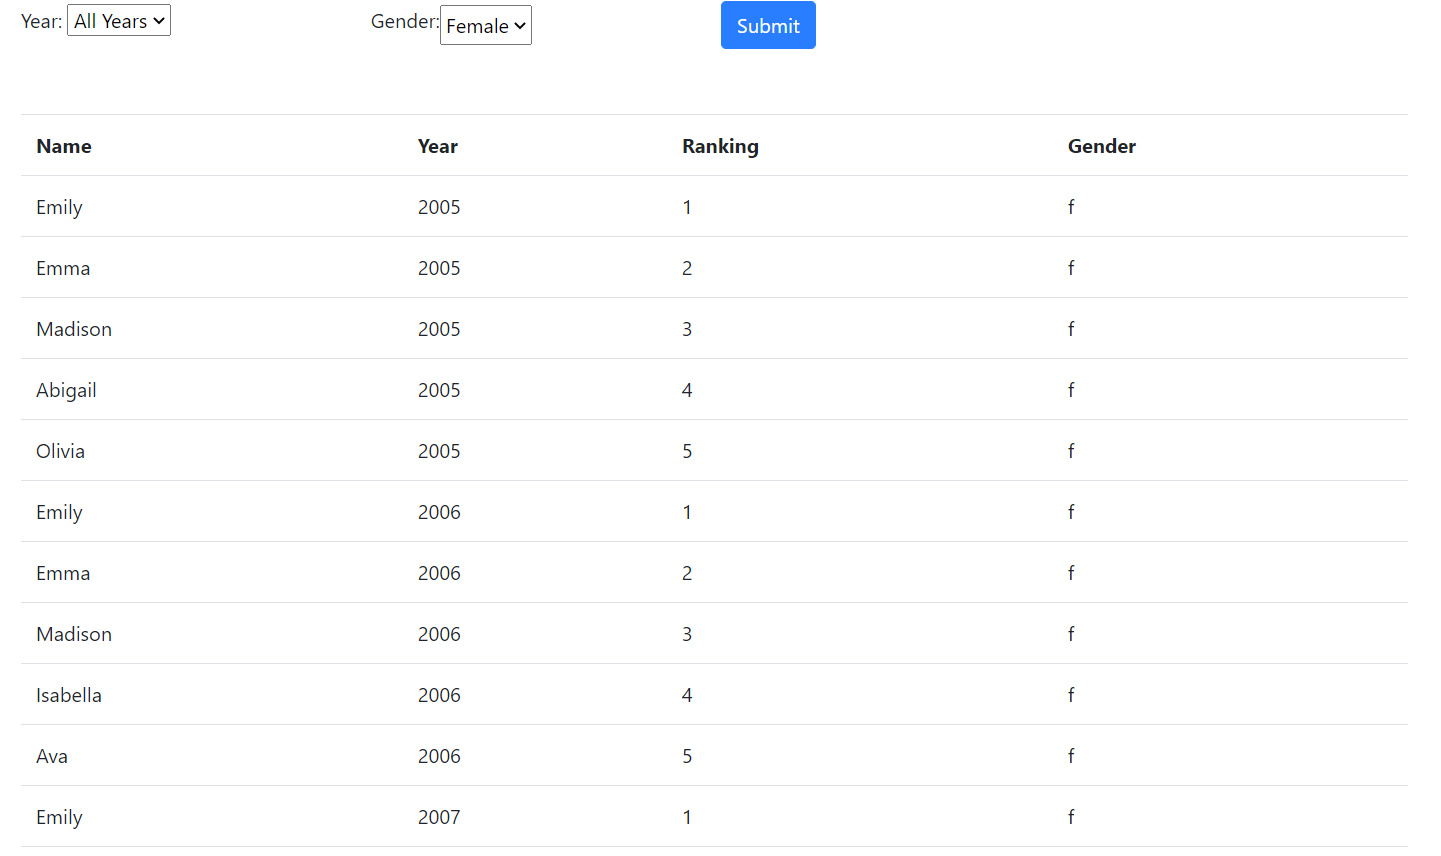 Year: All Years Gender: Female Submit
Name Year Ranking Gender
Emily 2005 1 f
Emma 2005 2 f
Madison 2005 3 f
Abigail 2005 4 f
Olivia 2005 5 f
Emily 2006 1 f
Emma 2006 2 f
Madison 2006 3 f
Isabella 2006 4 f
Ava 2006 5 f
Emily 2007 1 f